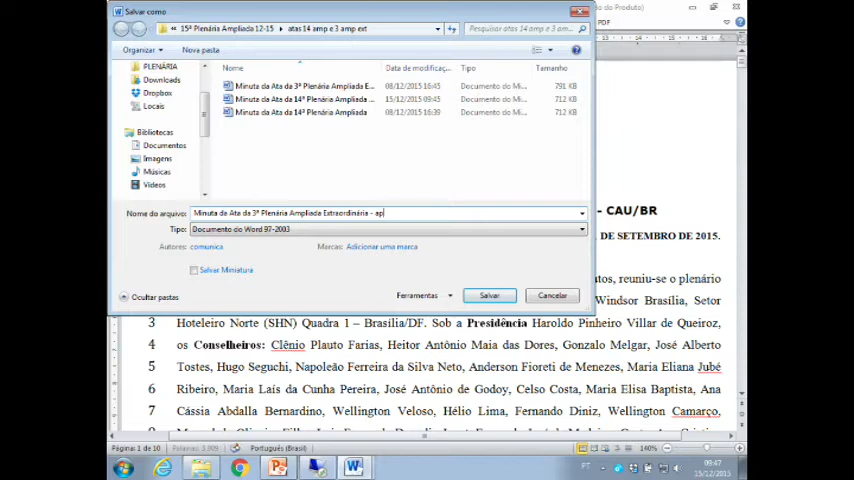 Salvar como
do Produto)
« 15ª Plenária Ampliada 12-15 ▸ atas 14 amp e 3 amp ext
Pesquisar atas 14 amp e 3 am...
PDF
Organizar
Nova pasta
PLENÁRIA
Downloads
Dropbox
Locais
Bibliotecas
Documentos
Imagens
Músicas
Vídeos
Nome
Data de modificaç...
Tipo
Tamanho
Minuta da Ata da 3ª Plenária Ampliada E...
08/12/2015 16:45
Documento do Mi...
791 KB
Minuta da Ata da 14ª Plenária Ampliada ...
15/12/2015 09:45
Documento do Mi...
712 KB
Minuta da Ata da 14ª Plenária Ampliada
08/12/2015 16:39
Documento do Mi...
712 KB
Nome do arquivo: Minuta da Ata da 3ª Plenária Ampliada Extraordinária - ap
Tipo: Documento do Word 97-2003
Autores: comunica
Marcas: Adicionar uma marca
Salvar Miniatura
Ocultar pastas
Ferramentas
Salvar
Cancelar
- CAU/BR
DE SETEMBRO DE 2015.
reuniu-se o plenário
Windsor Brasília, Setor
3 Hoteleiro Norte (SHN) Quadra 1 – Brasília/DF. Sob a Presidência Haroldo Pinheiro Villar de Queiroz,
4 os Conselheiros: Clênio Plauto Farias, Heitor Antônio Maia das Dores, Gonzalo Melgar, José Alberto
5 Tostes, Hugo Seguchi, Napoleão Ferreira da Silva Neto, Anderson Fioreti de Menezes, Maria Eliana Jubé
6 Ribeiro, Maria Laís da Cunha Pereira, José Antônio de Godoy, Celso Costa, Maria Elisa Baptista, Ana
7 Cássia Abdalla Bernardino, Wellington Veloso, Hélio Lima, Fernando Diniz, Wellington Camarço,
Página: 1 de 10
Palavras: 3.909
Português (Brasil)
140%
PT
09:47
15/12/2015